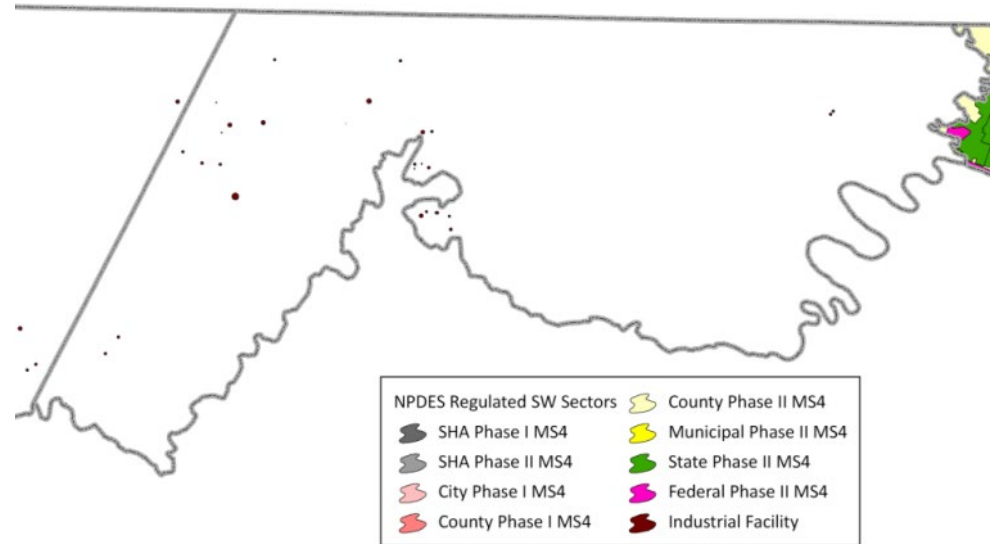 NPDES Regulated SW Sectors
SHA Phase I MS4
SHA Phase II MS4
City Phase I MS4
County Phase I MS4
County Phase II MS4
Municipal Phase II MS4
State Phase II MS4
Federal Phase II MS4
Industrial Facility